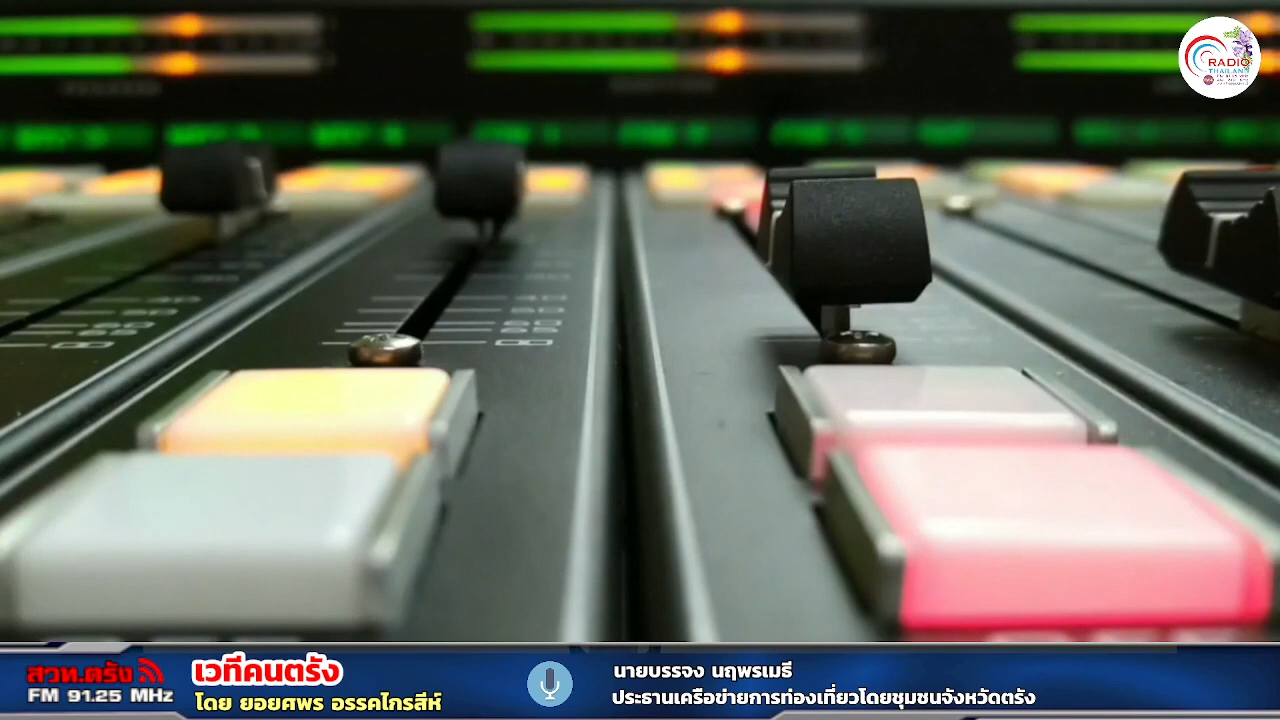 RADIO
THAILAND
สวท.ตรัง
FM 91.25 MHz
เวทีคนตรัง
โดย ยอยศพร อรรคไกรสีห์
นายบรรจง นฤพรเมธี
ประธานเครือข่ายการท่องเที่ยวโดยชุมชนจังหวัดตรัง